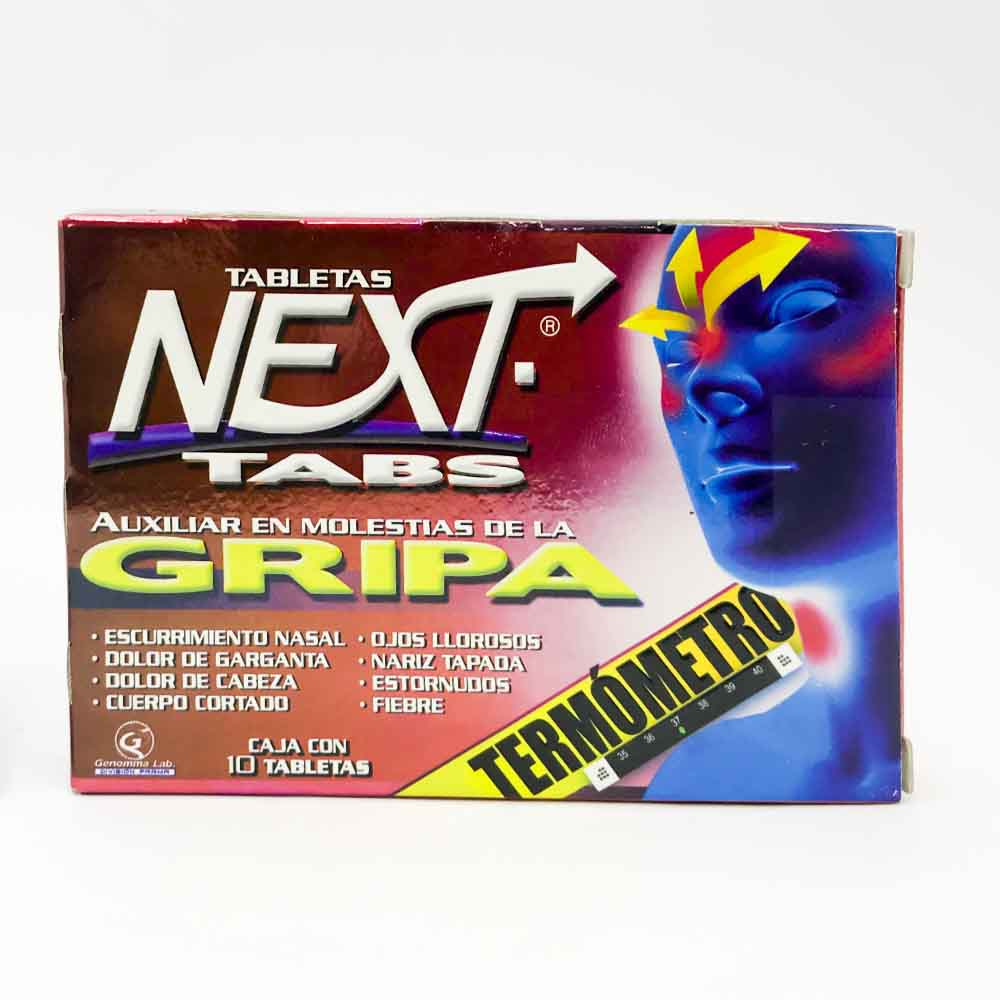 TABLETAS
NEXT.®
TABS
AUXILIAR EN MOLESTIAS DE LA
GRIPA
• ESCURRIMIENTO NASAL
• DOLOR DE GARGANTA
• DOLOR DE CABEZA
• CUERPO CORTADO
• OJOS LLOROSOS
• NARIZ TAPADA
• ESTORNUDOS
• FIEBRE
TERMÓMETRO
35 36 37 38 39 40
G
Genomma Lab.
DIVISIÓN FARMA
CAJA CON
10 TABLETAS